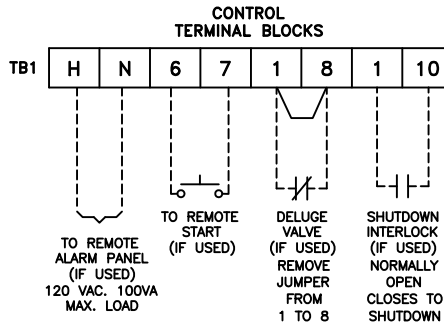 CONTROL
TERMINAL BLOCKS
TB1 H N 6 7 1 8 1 10
TO REMOTE
ALARM PANEL
(IF USED)
120 VAC. 100VA
MAX. LOAD
TO REMOTE
START
(IF USED)
DELUGE
VALVE
(IF USED)
REMOVE
JUMPER
FROM
1 TO 8
SHUTDOWN
INTERLOCK
(IF USED)
NORMALLY
OPEN
CLOSES TO
SHUTDOWN